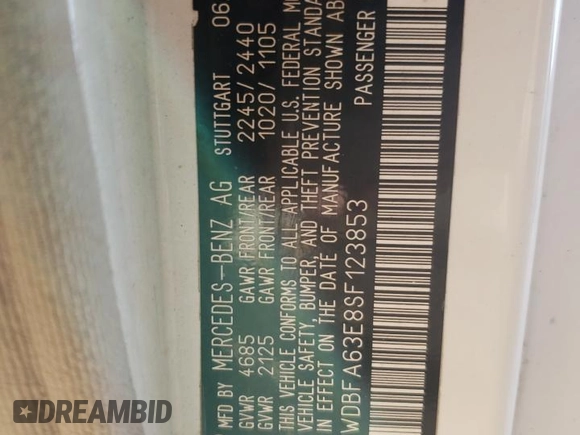 MFD BY MERCEDES-BENZ AG STUTTGART 06
GVWR 4685 GAWR FRONT/REAR 2245/2440
GVWR 2125 GAWR FRONT/REAR 1020/1105
THIS VEHICLE CONFORMS TO ALL APPLICABLE U.S. FEDERAL MO
VEHICLE SAFETY, BUMPER, AND THEFT PREVENTION STANDA
IN EFFECT ON THE DATE OF MANUFACTURE SHOWN AB
WDBFA63E8SF123853 PASSENGER
DREAMBID